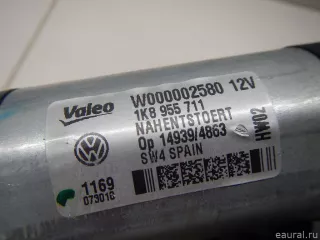 Valeo W000002580 12V
1K8 955 711
NAHENTSTOERT
Op 14939/4863
SW4 SPAIN
HW02
1169
07301C
eaural.ru